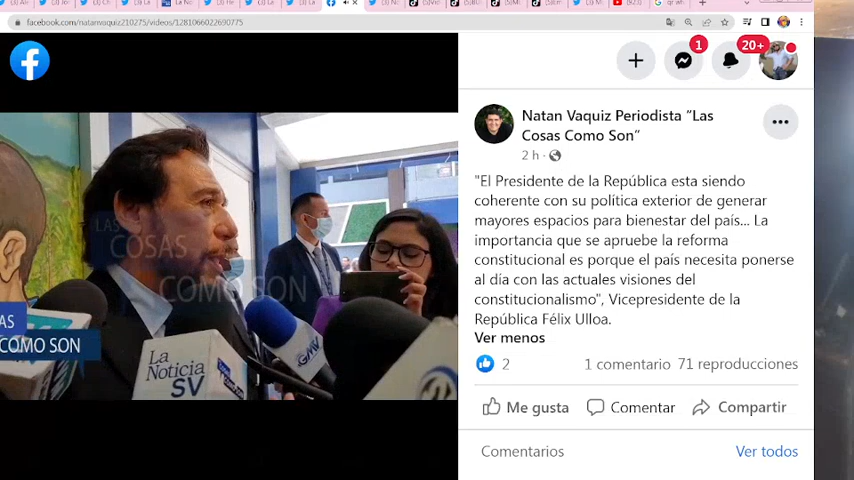 facebook.com/natanvaquiz210275/videos/1281066022690775
1
20+
Natan Vaquiz Periodista “Las
Cosas Como Son”
2 h
"El Presidente de la República esta siendo
coherente con su política exterior de generar
mayores espacios para bienestar del país... La
importancia que se apruebe la reforma
constitucional es porque el país necesita ponerse
al día con las actuales visiones del
constitucionalismo", Vicepresidente de la
República Félix Ulloa.
Ver menos
2
1 comentario 71 reproducciones
Me gusta
Comentar
Compartir
Comentarios
Ver todos
LAS
COSAS
COMO SON
AS
COMO SON
La
Noticia
SV
GMV